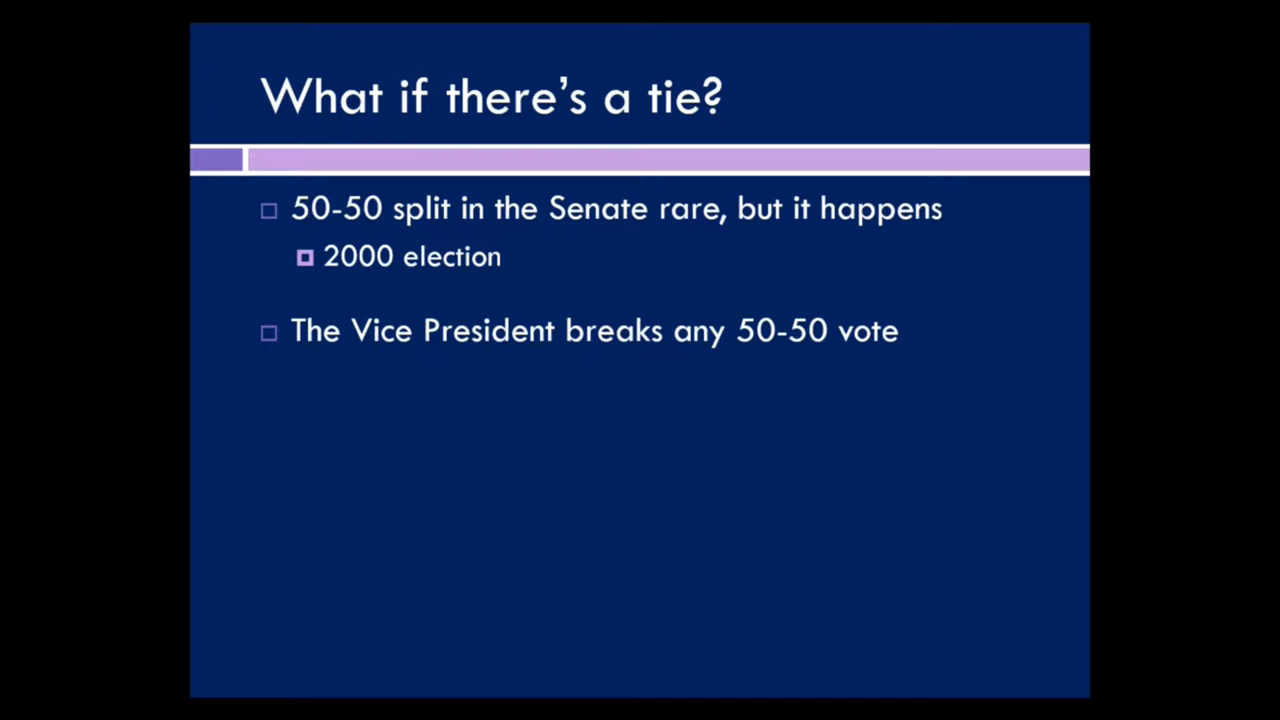 What if there's a tie?
50-50 split in the Senate rare, but it happens
2000 election
The Vice President breaks any 50-50 vote